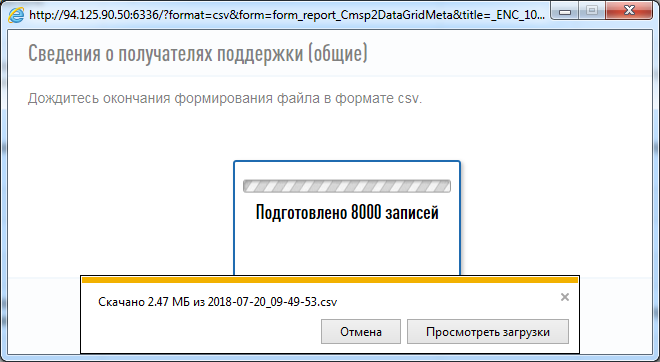 http://94.125.90.50:6336/?format=csv&form=form_report_Cmsp2DataGridMeta&title=_ENC_10...
Сведения о получателях поддержки (общие)
Дождитесь окончания формирования файла в формате csv.
Подготовлено 8000 записей
Скачано 2.47 МБ из 2018-07-20_09-49-53.csv
Отмена
Просмотреть загрузки